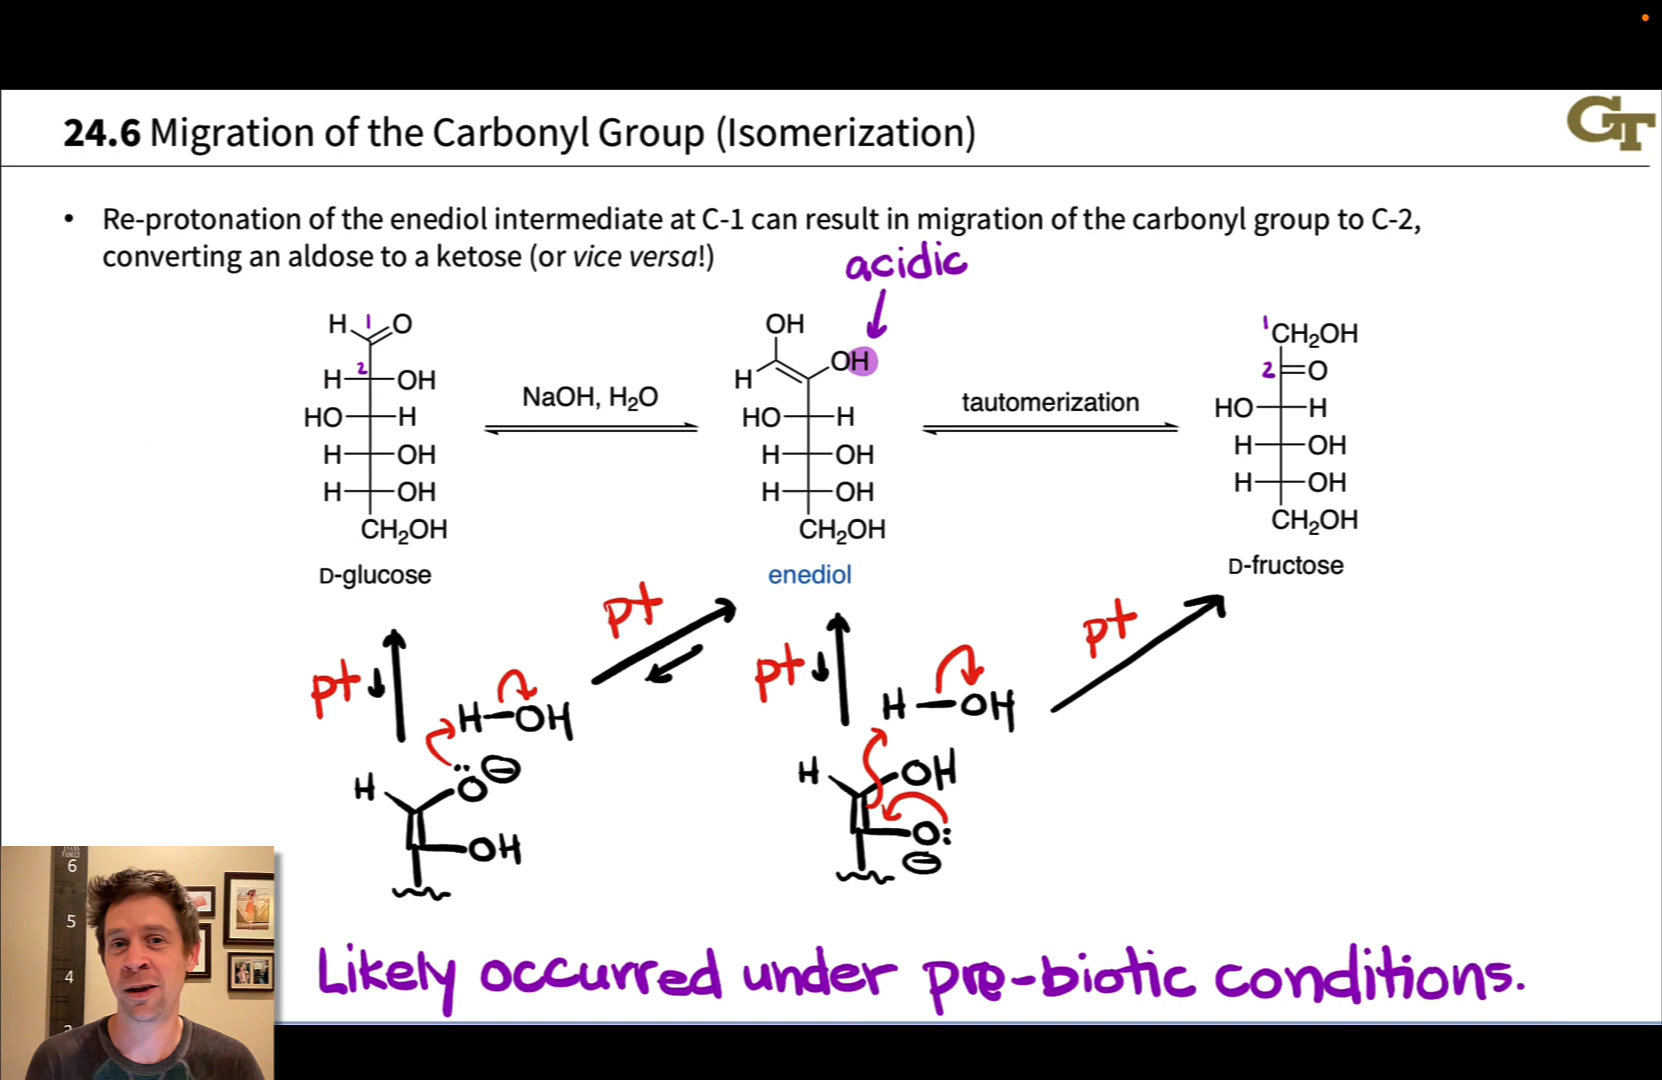 24.6 Migration of the Carbonyl Group (Isomerization)
GT
• Re-protonation of the enediol intermediate at C-1 can result in migration of the carbonyl group to C-2,
converting an aldose to a ketose (or vice versa!)
acidic
H 1 O
2
H OH
HO H
H OH
H OH
CH₂OH
D-glucose
NaOH, H₂O
OH
OH
H
HO H
H OH
H OH
CH₂OH
enediol
tautomerization
1 CH₂OH
2 O
HO H
H OH
H OH
CH₂OH
D-fructose
pt
pt
H–OH
H O ⊖
OH
pt
pt
H–OH
H OH
O:
⊖
6
5
4
Likely occurred under pre-biotic conditions.